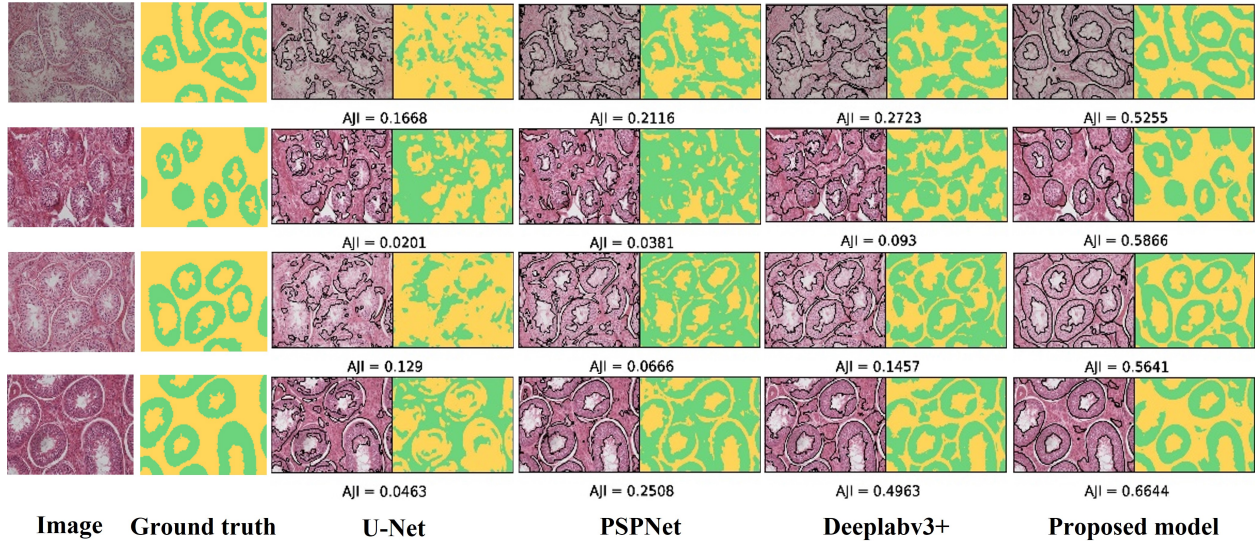 AJI = 0.1668 AJI = 0.2116 AJI = 0.2723 AJI = 0.5255
AJI = 0.0201 AJI = 0.0381 AJI = 0.093 AJI = 0.5866
AJI = 0.129 AJI = 0.0666 AJI = 0.1457 AJI = 0.5641
AJI = 0.0463 AJI = 0.2508 AJI = 0.4963 AJI = 0.6644
Image Ground truth U-Net PSPNet Deeplabv3+ Proposed model